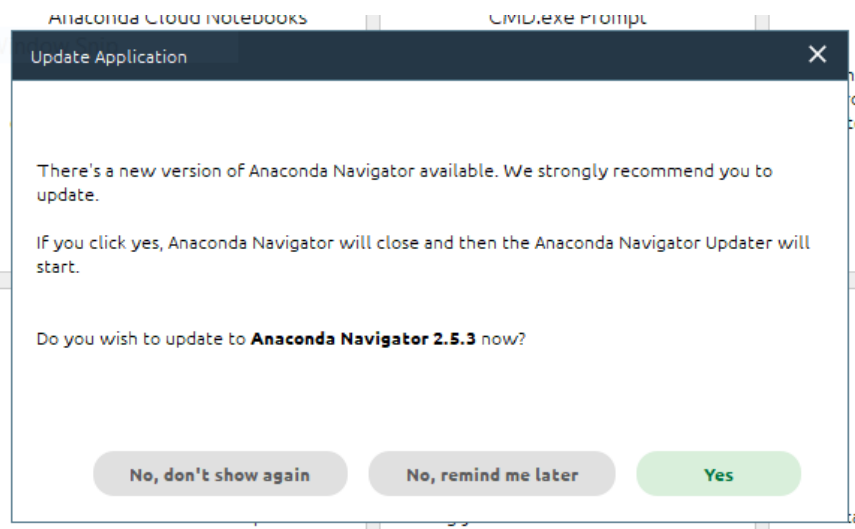 Anaconda Cloud Notebooks
CMD.exe Prompt
Update Application
There's a new version of Anaconda Navigator available. We strongly recommend you to
update.
If you click yes, Anaconda Navigator will close and then the Anaconda Navigator Updater will
start.
Do you wish to update to Anaconda Navigator 2.5.3 now?
No, don't show again
No, remind me later
Yes